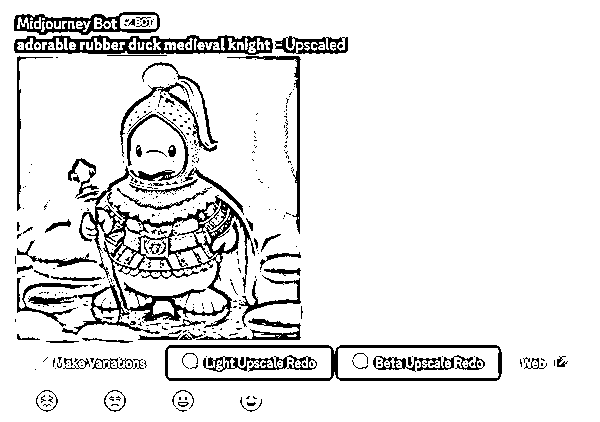 Midjourney Bot ✓ BOT
adorable rubber duck medieval knight - Upscaled
Make Variations Light Upscale Redo Beta Upscale Redo Web